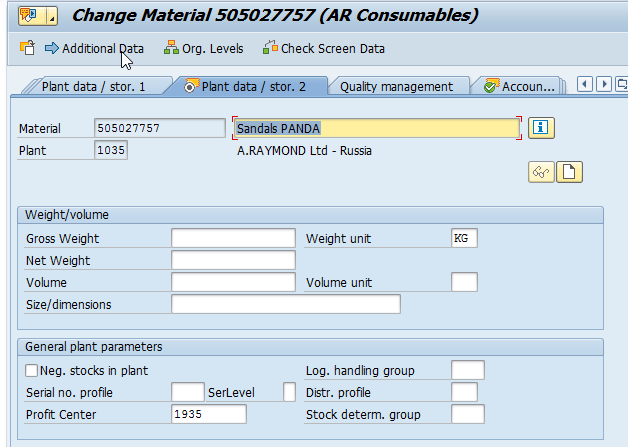 Change Material 505027757 (AR Consumables)
Additional Data Org. Levels Check Screen Data
Plant data / stor. 1 Plant data / stor. 2 Quality management Accoun...
Material 505027757 Sandals PANDA
Plant 1035 A.RAYMOND Ltd - Russia
Weight/volume
Gross Weight Weight unit KG
Net Weight
Volume Volume unit
Size/dimensions
General plant parameters
Neg. stocks in plant Log. handling group
Serial no. profile SerLevel Distr. profile
Profit Center 1935 Stock determ. group